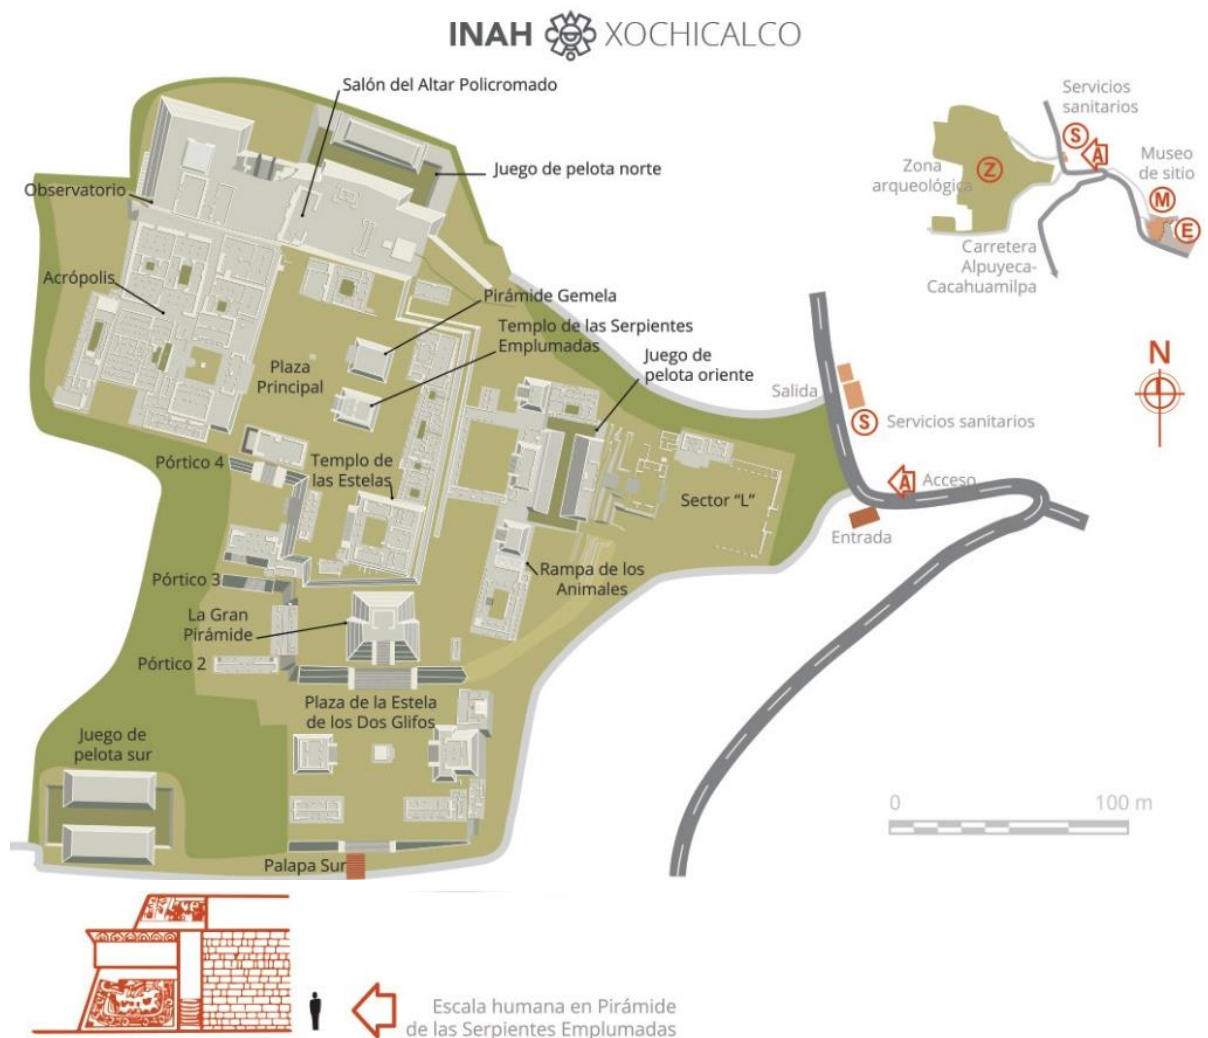 INAH XOCHICALCO
Salón del Altar Policromado
Juego de pelota norte
Observatorio
Acrópolis
Pirámide Gemela
Templo de las Serpientes
Emplumadas
Plaza
Principal
Juego de
pelota oriente
Pórtico 4
Templo de
las Estelas
Sector "L"
Pórtico 3
Rampa de los
Animales
La Gran
Pirámide
Pórtico 2
Plaza de la Estela
de los Dos Glifos
Juego de
pelota sur
Palapa Sur
Servicios
sanitarios
S
A
Zona
arqueológica
Z
Museo
de sitio
M
E
Carretera
Alpuyeca-
Cacahuamilpa
N
Salida
S Servicios sanitarios
A Acceso
Entrada
0 100 m
Escala humana en Pirámide
de las Serpientes Emplumadas